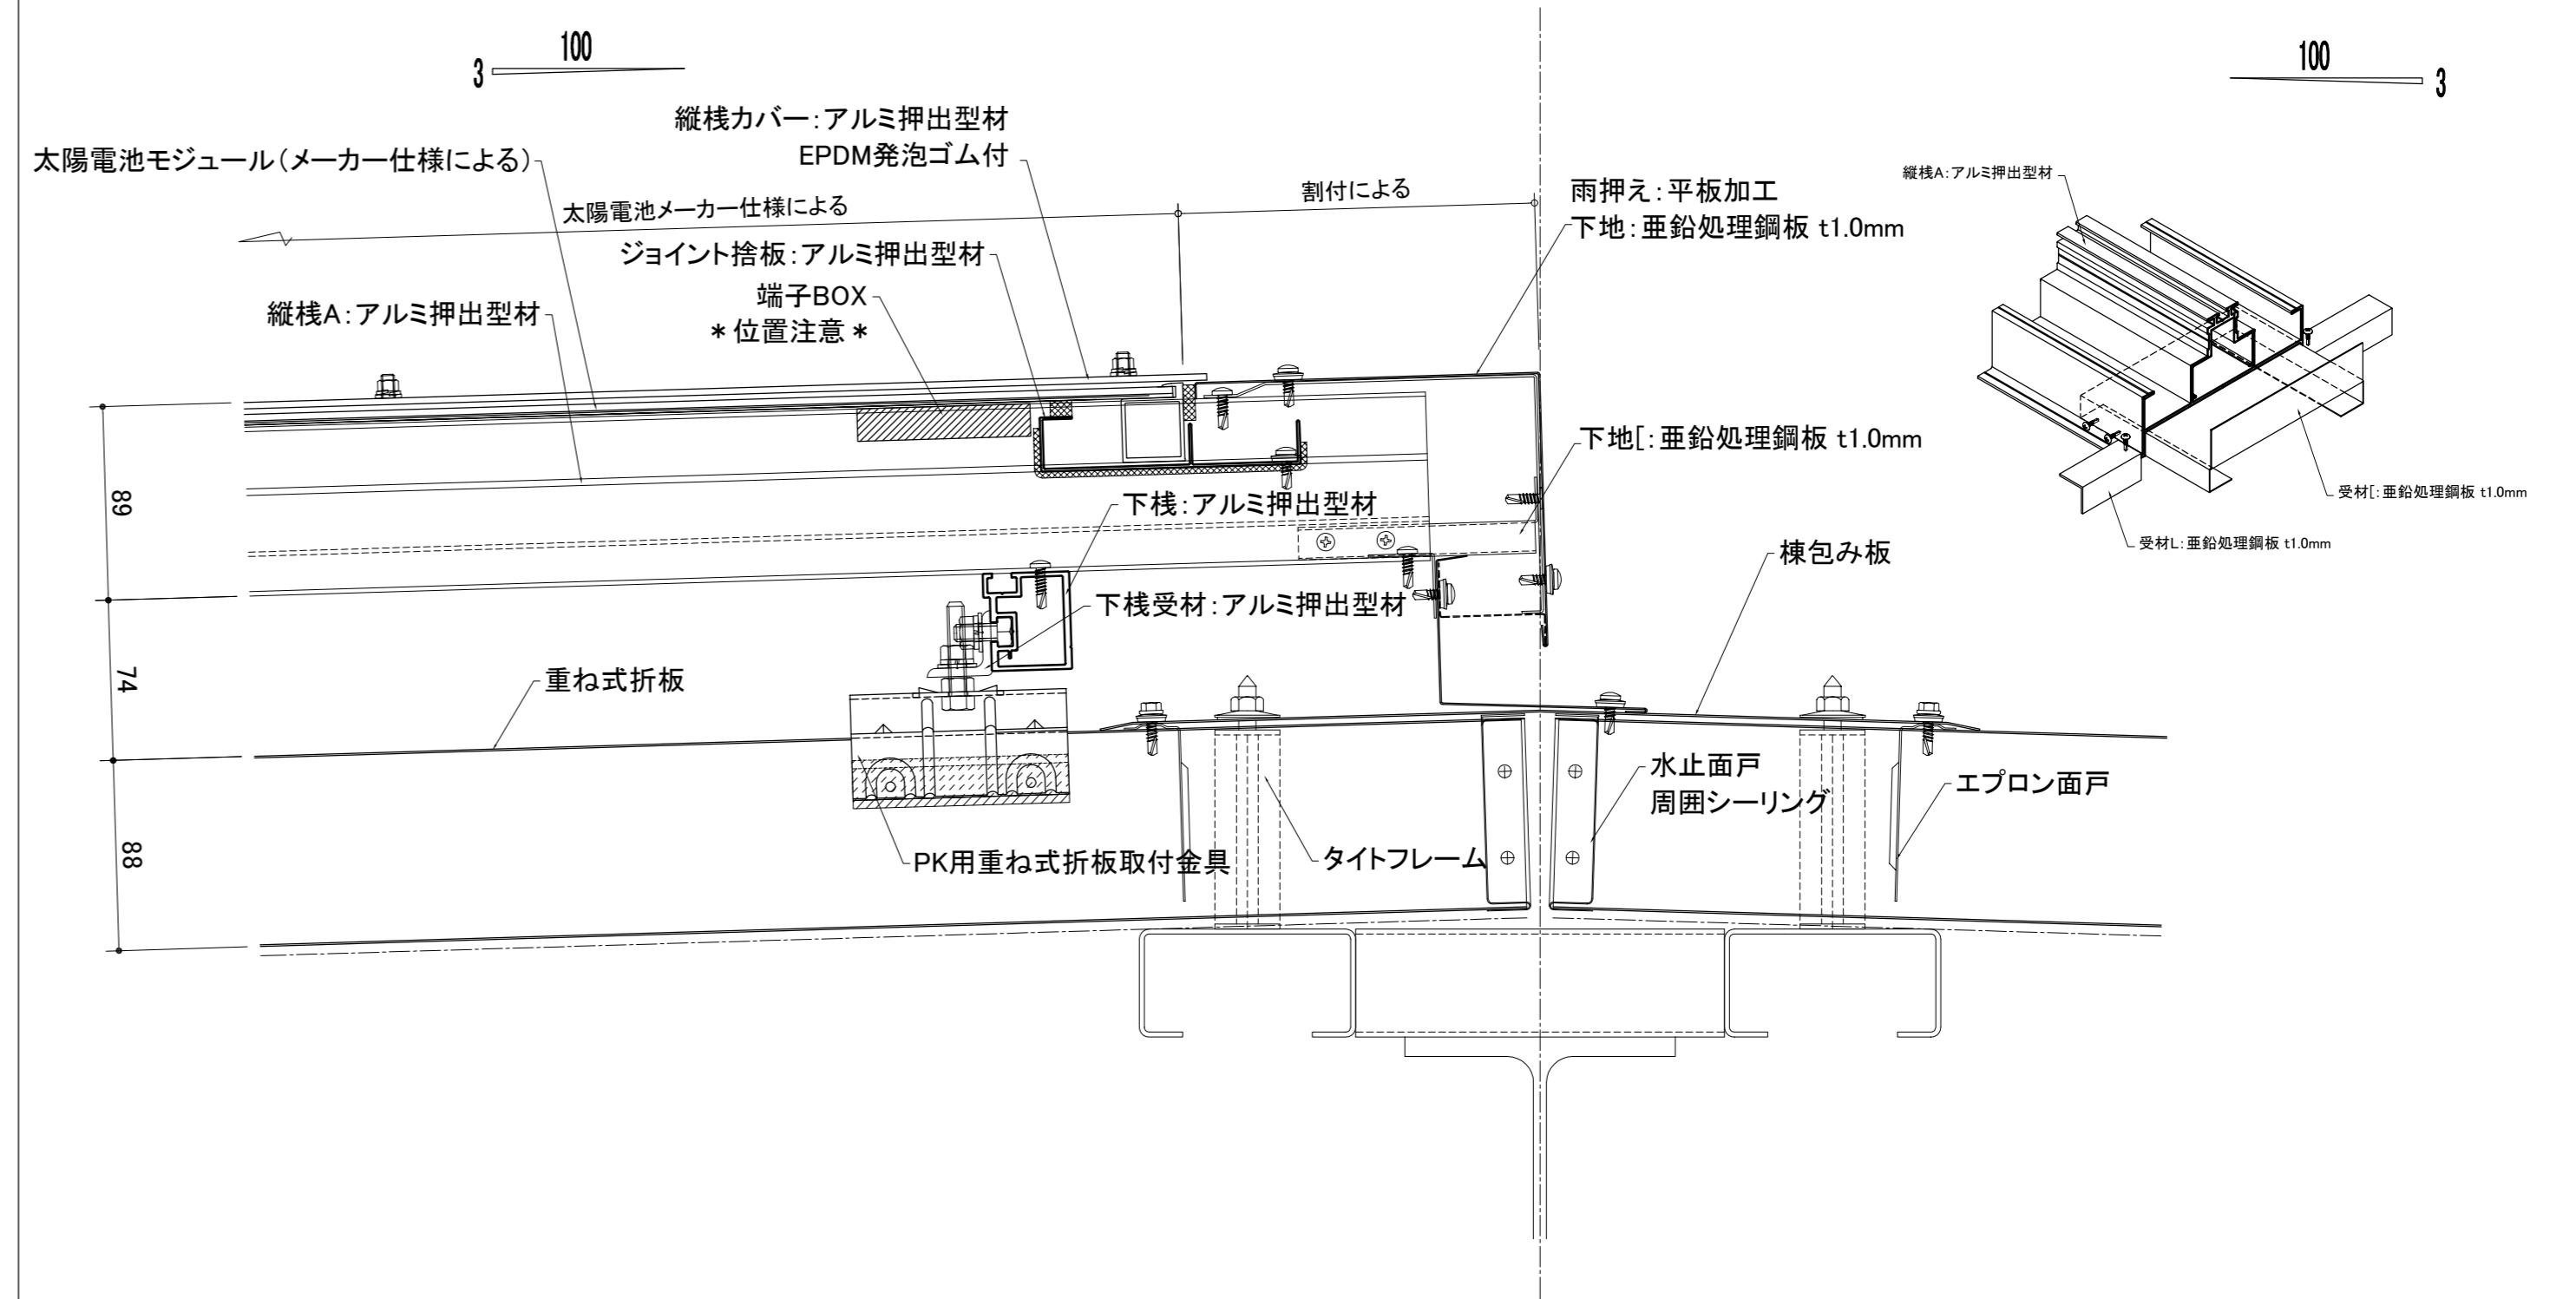 100
3
100
3
縦桟カバー:アルミ押出型材
EPDM発泡ゴム付
太陽電池モジュール(メーカー仕様による)
太陽電池メーカー仕様による
割付による
雨押え:平板加工
下地:亜鉛処理鋼板 t1.0mm
縦桟A:アルミ押出型材
ジョイント捨板:アルミ押出型材
端子BOX
*位置注意*
縦桟A:アルミ押出型材
下地[:亜鉛処理鋼板 t1.0mm
受材[:亜鉛処理鋼板 t1.0mm
受材L:亜鉛処理鋼板 t1.0mm
89
下桟:アルミ押出型材
棟包み板
下桟受材:アルミ押出型材
74
重ね式折板
水止面戸
周囲シーリング
エプロン面戸
88
PK用重ね式折板取付金具
タイトフレーム